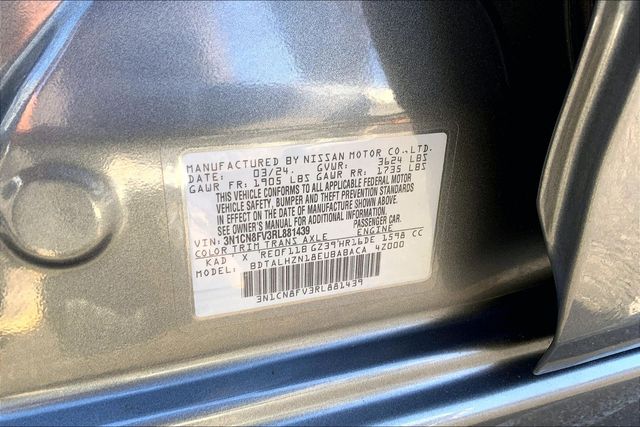 MANUFACTURED BY NISSAN MOTOR CO., LTD.
DATE: 03/24. GVWR: 3624 LBS
GAWR FR: 1905 LBS GAWR RR: 1735 LBS
THIS VEHICLE CONFORMS TO ALL APPLICABLE FEDERAL MOTOR
VEHICLE SAFETY, BUMPER AND THEFT PREVENTION STANDARDS
IN EFFECT ON THE DATE OF MANUFACTURE SHOWN ABOVE.
SEE OWNER'S MANUAL FOR ADDITIONAL INFORMATION.
VIN: 3N1CN8FV3RL881439 PASSENGER CAR.
COLOR TRIM TRANS AXLE ENGINE
KAD X RE0F11B GZ39 HR16DE 1598 CC
MODEL: BDTALHZN18EUBABACA 4Z000
3N1CN8FV3RL881439